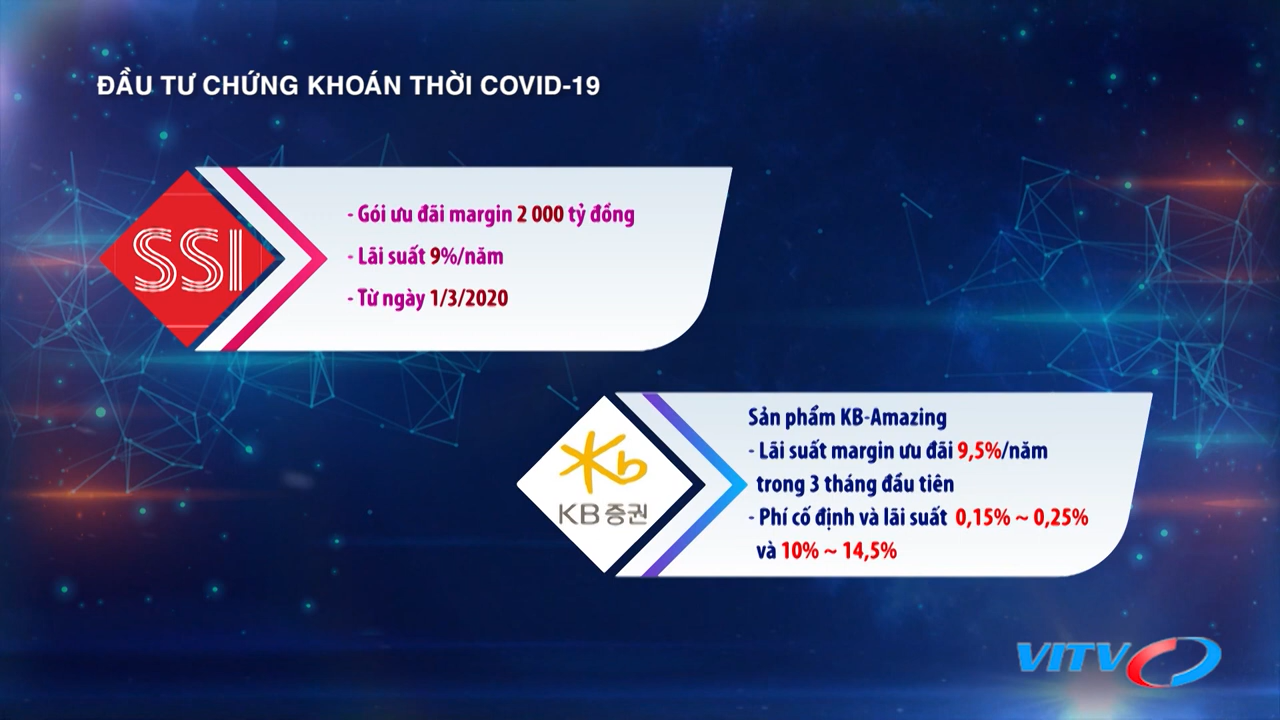 ĐẦU TƯ CHỨNG KHOÁN THỜI COVID-19
SSI
- Gói ưu đãi margin 2 000 tỷ đồng
- Lãi suất 9%/năm
- Từ ngày 1/3/2020
Kb
KB증권
Sản phẩm KB-Amazing
- Lãi suất margin ưu đãi 9,5%/năm
trong 3 tháng đầu tiên
- Phí cố định và lãi suất 0,15% ~ 0,25%
và 10% ~ 14,5%
VITV